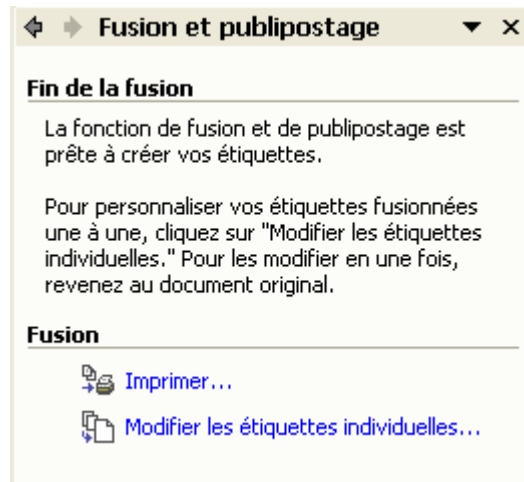 Fusion et publipostage
Fin de la fusion
La fonction de fusion et de publipostage est
prête à créer vos étiquettes.
Pour personnaliser vos étiquettes fusionnées
une à une, cliquez sur "Modifier les étiquettes
individuelles." Pour les modifier en une fois,
revenez au document original.
Fusion
Imprimer...
Modifier les étiquettes individuelles...